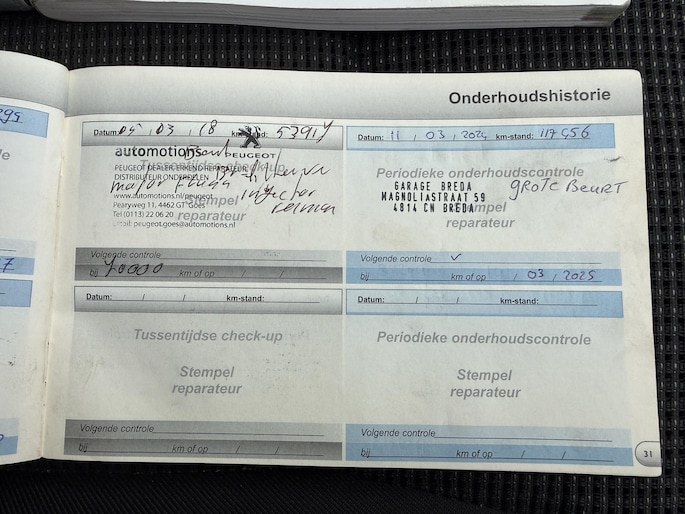 Onderhoudshistorie
Datum: 05 / 03 / 18 km-stand: 53917
automotions
PEUGEOT
Tussentijdse check-up
PEUGEOT DEALER ERKEND REPARATEUR
DISTRIBUTEUR ONDERDELEN
www.automotions.nl/peugeot
Pearyweg 11, 4462 GT Goes
Tel (0113) 22 06 20
email: peugeot.goes@automotions.nl
injector
Stempel
reparateur
Volgende controle
bij 70000 km of op / /
Datum: 11 / 03 / 2024 km-stand: 117456
Periodieke onderhoudscontrole
GARAGE BREDA
MAGNOLIASTRAAT 59
4814 CN BREDA
GROTE BEURT
Stempel
reparateur
Volgende controle
bij km of op / 03 / 2025
Datum: / / km-stand:
Tussentijdse check-up
Stempel
reparateur
Volgende controle
bij km of op / /
Datum: / / km-stand:
Periodieke onderhoudscontrole
Stempel
reparateur
Volgende controle
bij km of op / /
31